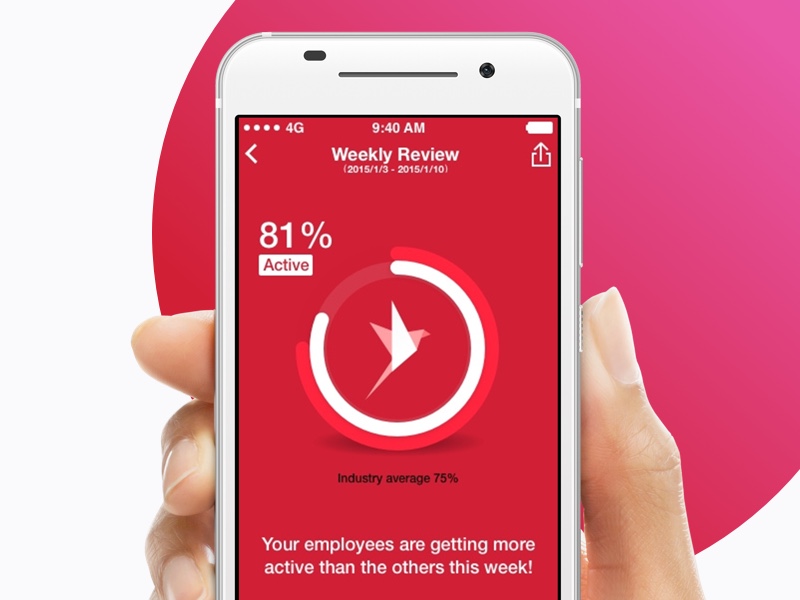 4G 9:40 AM
Weekly Review
(2015/1/3 - 2015/1/10)
81%
Active
Industry average 75%
Your employees are getting more
active than the others this week!